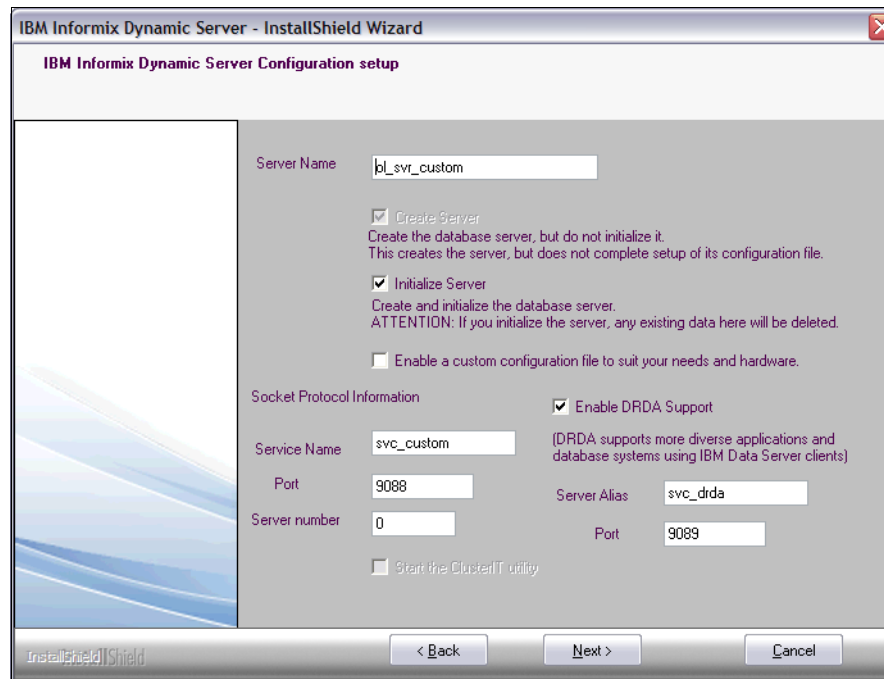 IBM Informix Dynamic Server - InstallShield Wizard
IBM Informix Dynamic Server Configuration setup
Server Name
ol_svr_custom
Create Server
Create the database server, but do not initialize it.
This creates the server, but does not complete setup of its configuration file.
Initialize Server
Create and initialize the database server.
ATTENTION: If you initialize the server, any existing data here will be deleted.
Enable a custom configuration file to suit your needs and hardware.
Socket Protocol Information
Enable DRDA Support
Service Name
svc_custom
(DRDA supports more diverse applications and
database systems using IBM Data Server clients)
Port
9088
Server Alias
svc_drda
Server number
0
Port
9089
Start the ClusterIT utility
InstallShield
< Back
Next >
Cancel